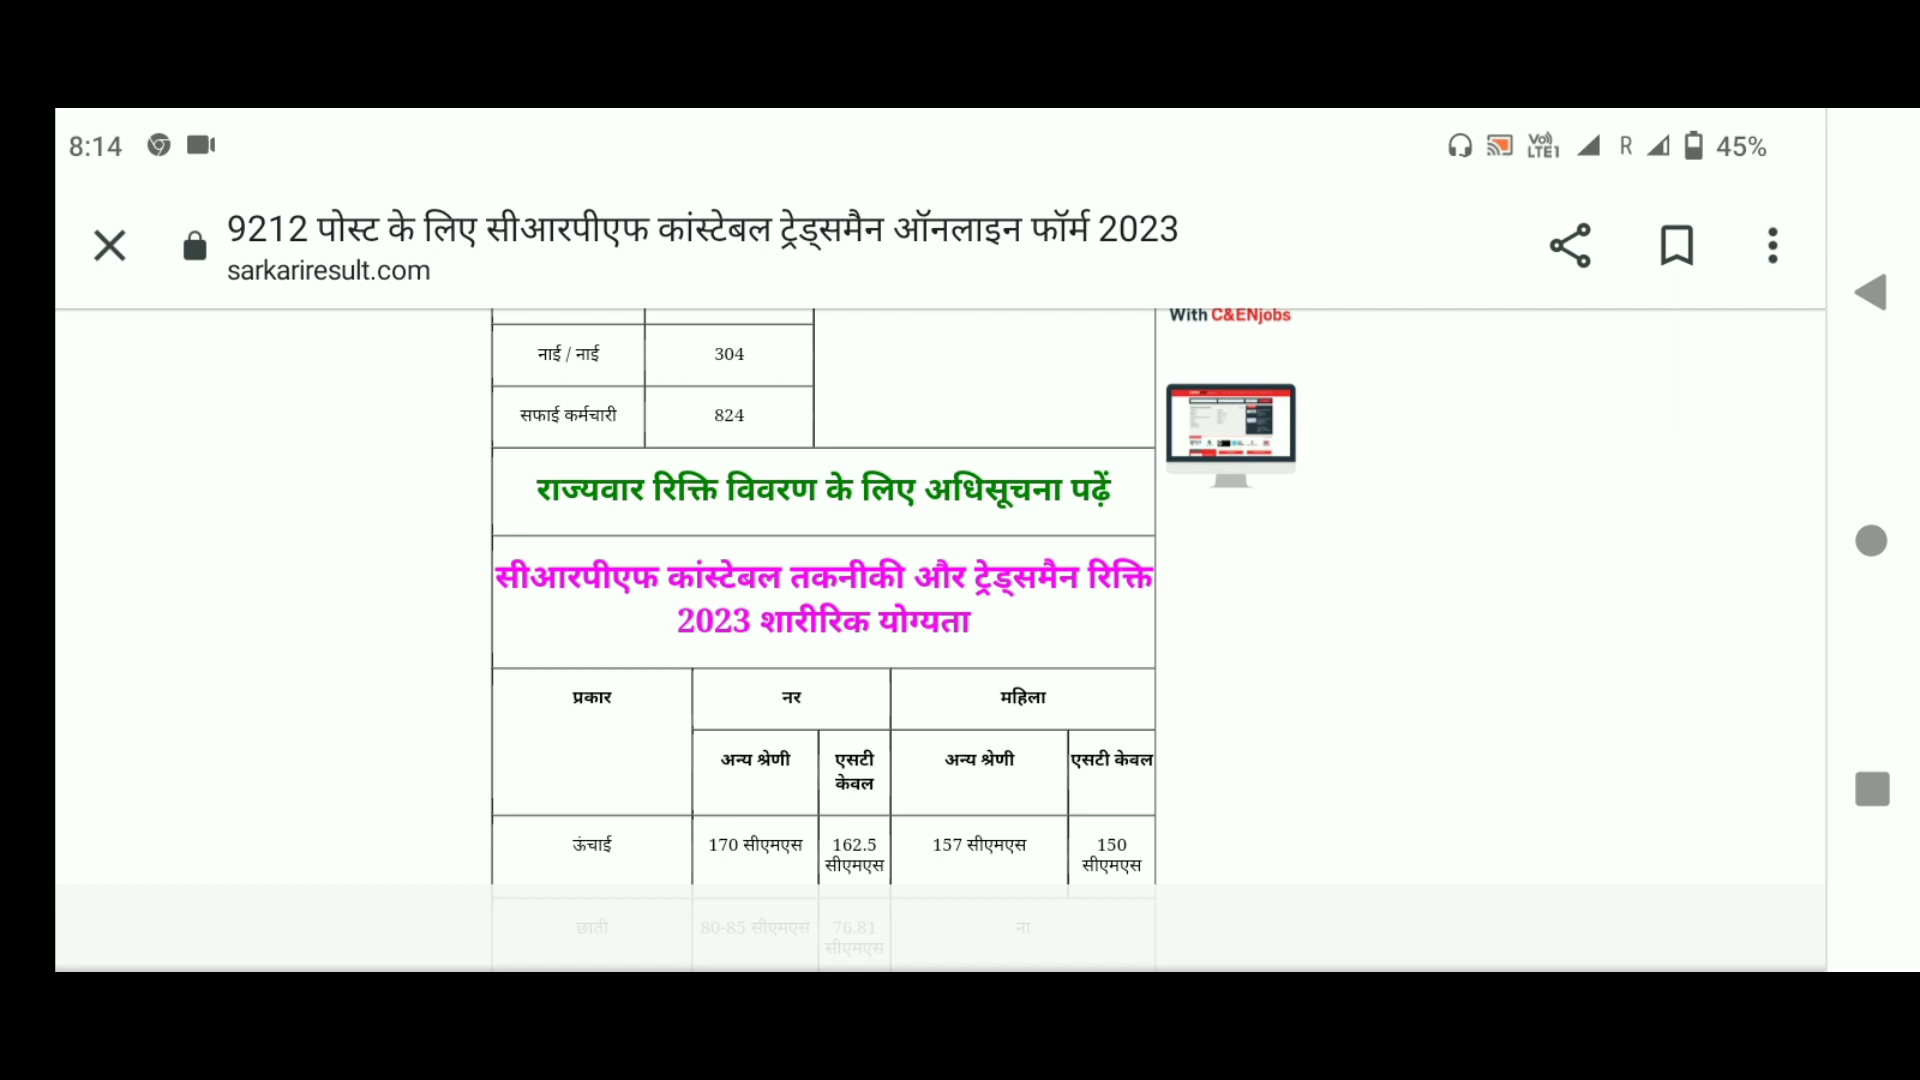 8:14
Vo) LTE1 R 45%
9212 पोस्ट के लिए सीआरपीएफ कांस्टेबल ट्रेड्समैन ऑनलाइन फॉर्म 2023
sarkariresult.com
With C&ENjobs
नाई / नाई 304
सफाई कर्मचारी 824
राज्यवार रिक्ति विवरण के लिए अधिसूचना पढ़ें
सीआरपीएफ कांस्टेबल तकनीकी और ट्रेड्समैन रिक्ति
2023 शारीरिक योग्यता
प्रकार नर महिला
अन्य श्रेणी एसटी केवल अन्य श्रेणी एसटी केवल
ऊंचाई 170 सीएमएस 162.5 सीएमएस 157 सीएमएस 150 सीएमएस
छाती 80-85 सीएमएस 76.81 सीएमएस ना